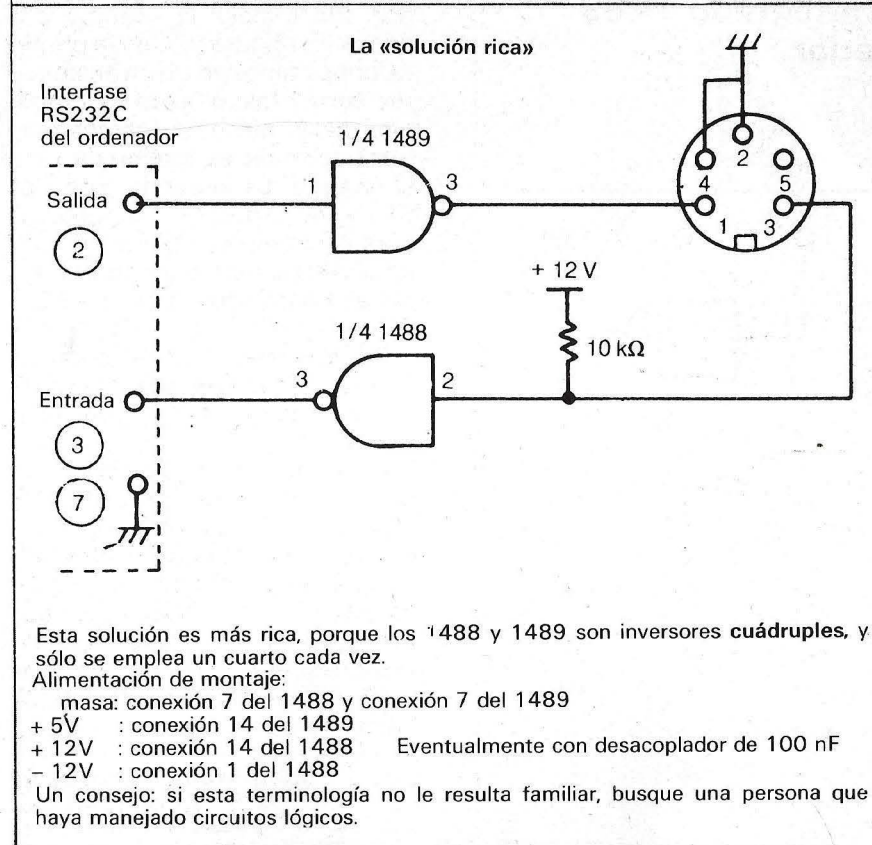 La «solución rica»
Interfase
RS232C
del ordenador
1/4 1489
Salida
1
3
2
4
2
5
1
3
+ 12 V
10 kΩ
1/4 1488
3
2
Entrada
3
7
Esta solución es más rica, porque los 1488 y 1489 son inversores cuádruples, y
sólo se emplea un cuarto cada vez.
Alimentación de montaje:
masa: conexión 7 del 1488 y conexión 7 del 1489
+ 5V : conexión 14 del 1489
+ 12V : conexión 14 del 1488 Eventualmente con desacoplador de 100 nF
– 12V : conexión 1 del 1488
Un consejo: si esta terminología no le resulta familiar, busque una persona que
haya manejado circuitos lógicos.